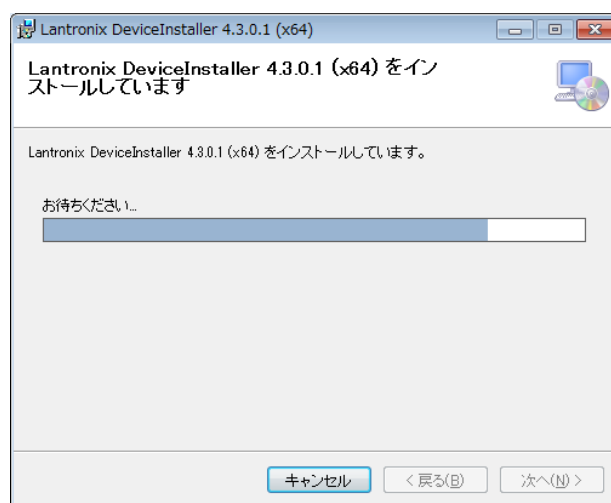 Lantronix DeviceInstaller 4.3.0.1 (x64)
Lantronix DeviceInstaller 4.3.0.1 (x64) をイン
ストールしています
Lantronix DeviceInstaller 4.3.0.1 (x64) をインストールしています。
お待ちください...
キャンセル
< 戻る(B)
次へ(N) >